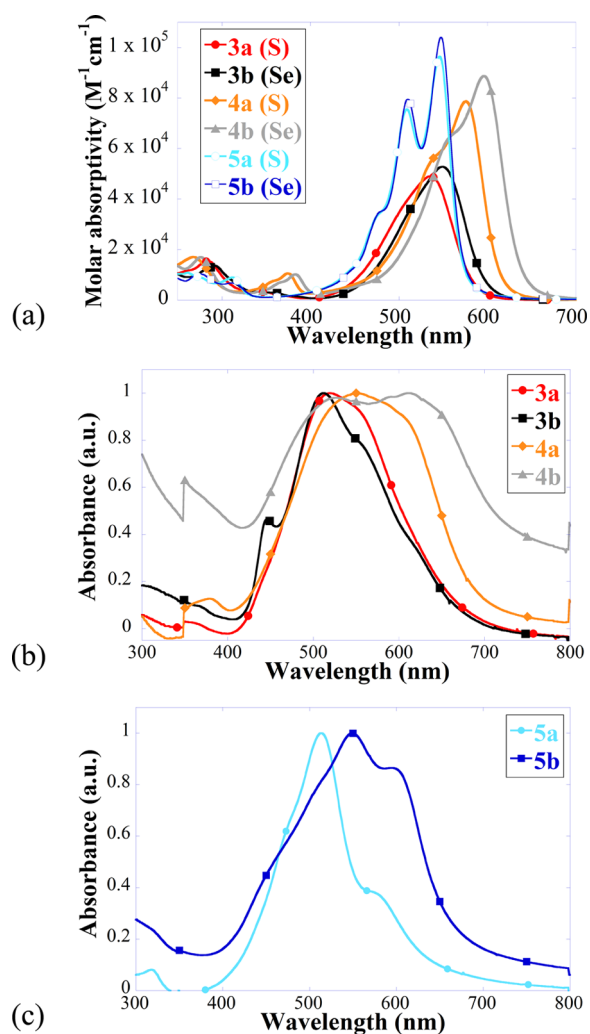 1 x 10⁵
8 x 10⁴
6 x 10⁴
4 x 10⁴
2 x 10⁴
0
Molar absorptivity (M⁻¹cm⁻¹)
3a (S)
3b (Se)
4a (S)
4b (Se)
5a (S)
5b (Se)
300 400 500 600 700
Wavelength (nm)
(a)
1
0.8
0.6
0.4
0.2
0
Absorbance (a.u.)
3a
3b
4a
4b
300 400 500 600 700 800
Wavelength (nm)
(b)
1
0.8
0.6
0.4
0.2
0
Absorbance (a.u.)
5a
5b
300 400 500 600 700 800
Wavelength (nm)
(c)